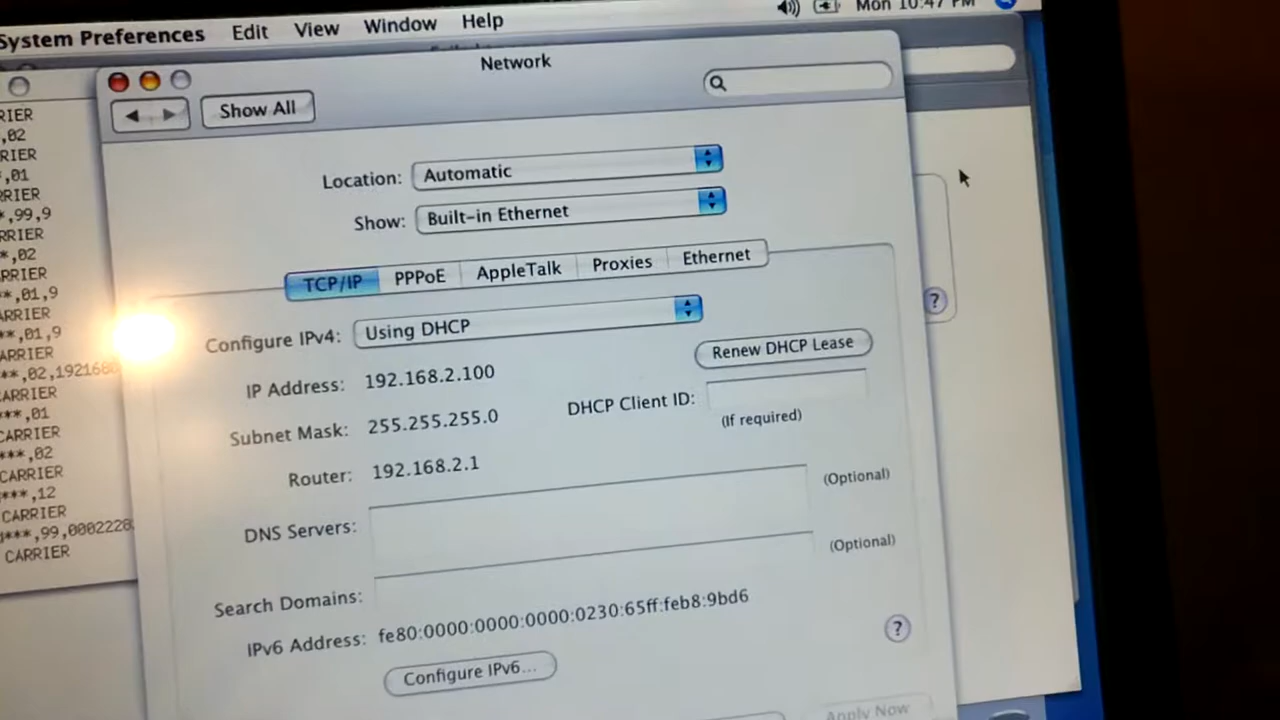 System Preferences Edit View Window Help Mon 10:47 PM
Network
Show All
Location: Automatic
Show: Built-in Ethernet
TCP/IP PPPoE AppleTalk Proxies Ethernet
Configure IPv4: Using DHCP
Renew DHCP Lease
IP Address: 192.168.2.100
DHCP Client ID:
(If required)
Subnet Mask: 255.255.255.0
Router: 192.168.2.1
(Optional)
DNS Servers:
(Optional)
Search Domains:
IPv6 Address: fe80:0000:0000:0000:0230:65ff:feb8:9bd6
?
Configure IPv6...
Apply Now
?
RIER
,02
RIER
*,01
RRIER
*,99,9
RRIER
*,02
RRIER
**,01,9
ARRIER
**,01,9
ARRIER
**,02,192168
CARRIER
***,01
CARRIER
***,02
CARRIER
***,12
CARRIER
***,99,0002228
CARRIER